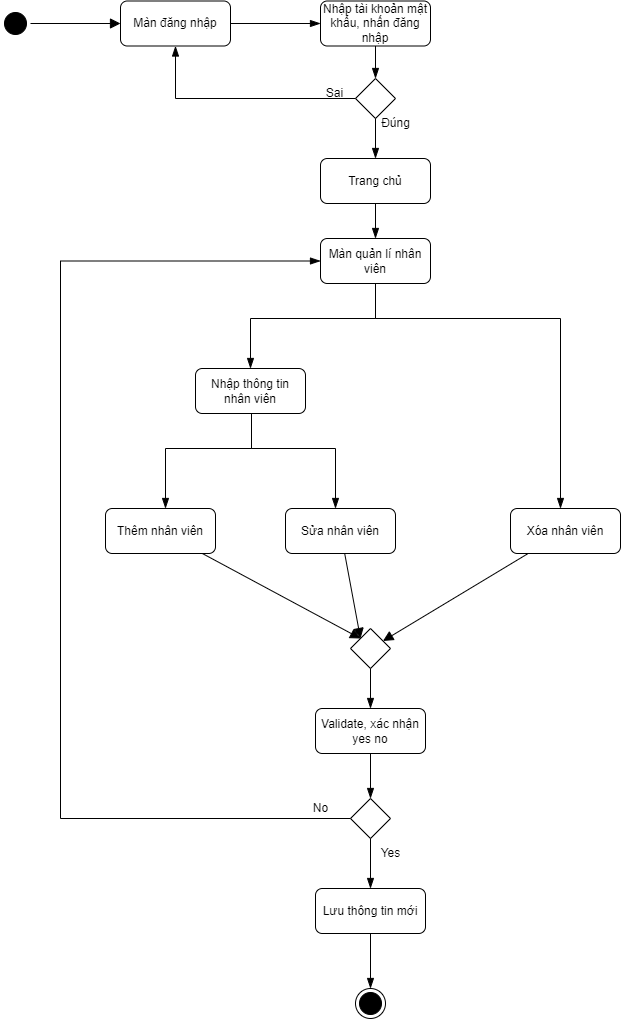 Màn đăng nhập
Nhập tài khoản mật
khẩu, nhấn đăng
nhập
Sai
Đúng
Trang chủ
Màn quản lí nhân
viên
Nhập thông tin
nhân viên
Thêm nhân viên
Sửa nhân viên
Xóa nhân viên
Validate, xác nhận
yes no
No
Yes
Lưu thông tin mới